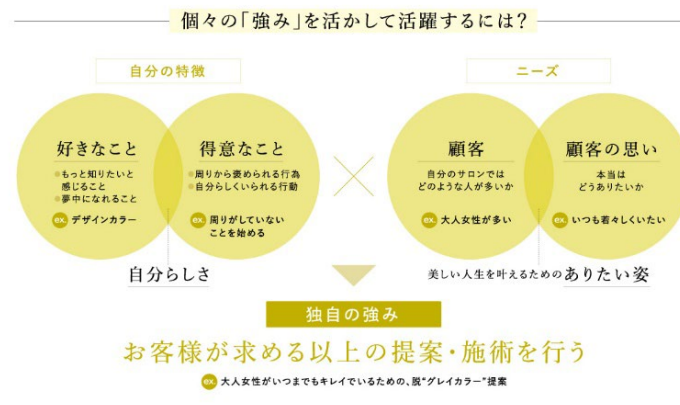 個々の「強み」を活かして活躍するには？
自分の特徴
ニーズ
好きなこと
●もっと知りたいと
感じること
●夢中になれること
ex. デザインカラー
得意なこと
●周りから褒められる行為
●自分らしくいられる行動
ex. 周りがしていない
ことを始める
自分らしさ
顧客
自分のサロンでは
どのような人が多いか
ex. 大人女性が多い
顧客の思い
本当は
どうありたいか
ex. いつも若々しくいたい
美しい人生を叶えるためのありたい姿
独自の強み
お客様が求める以上の提案・施術を行う
ex. 大人女性がいつまでもキレイでいるための、脱“グレイカラー”提案